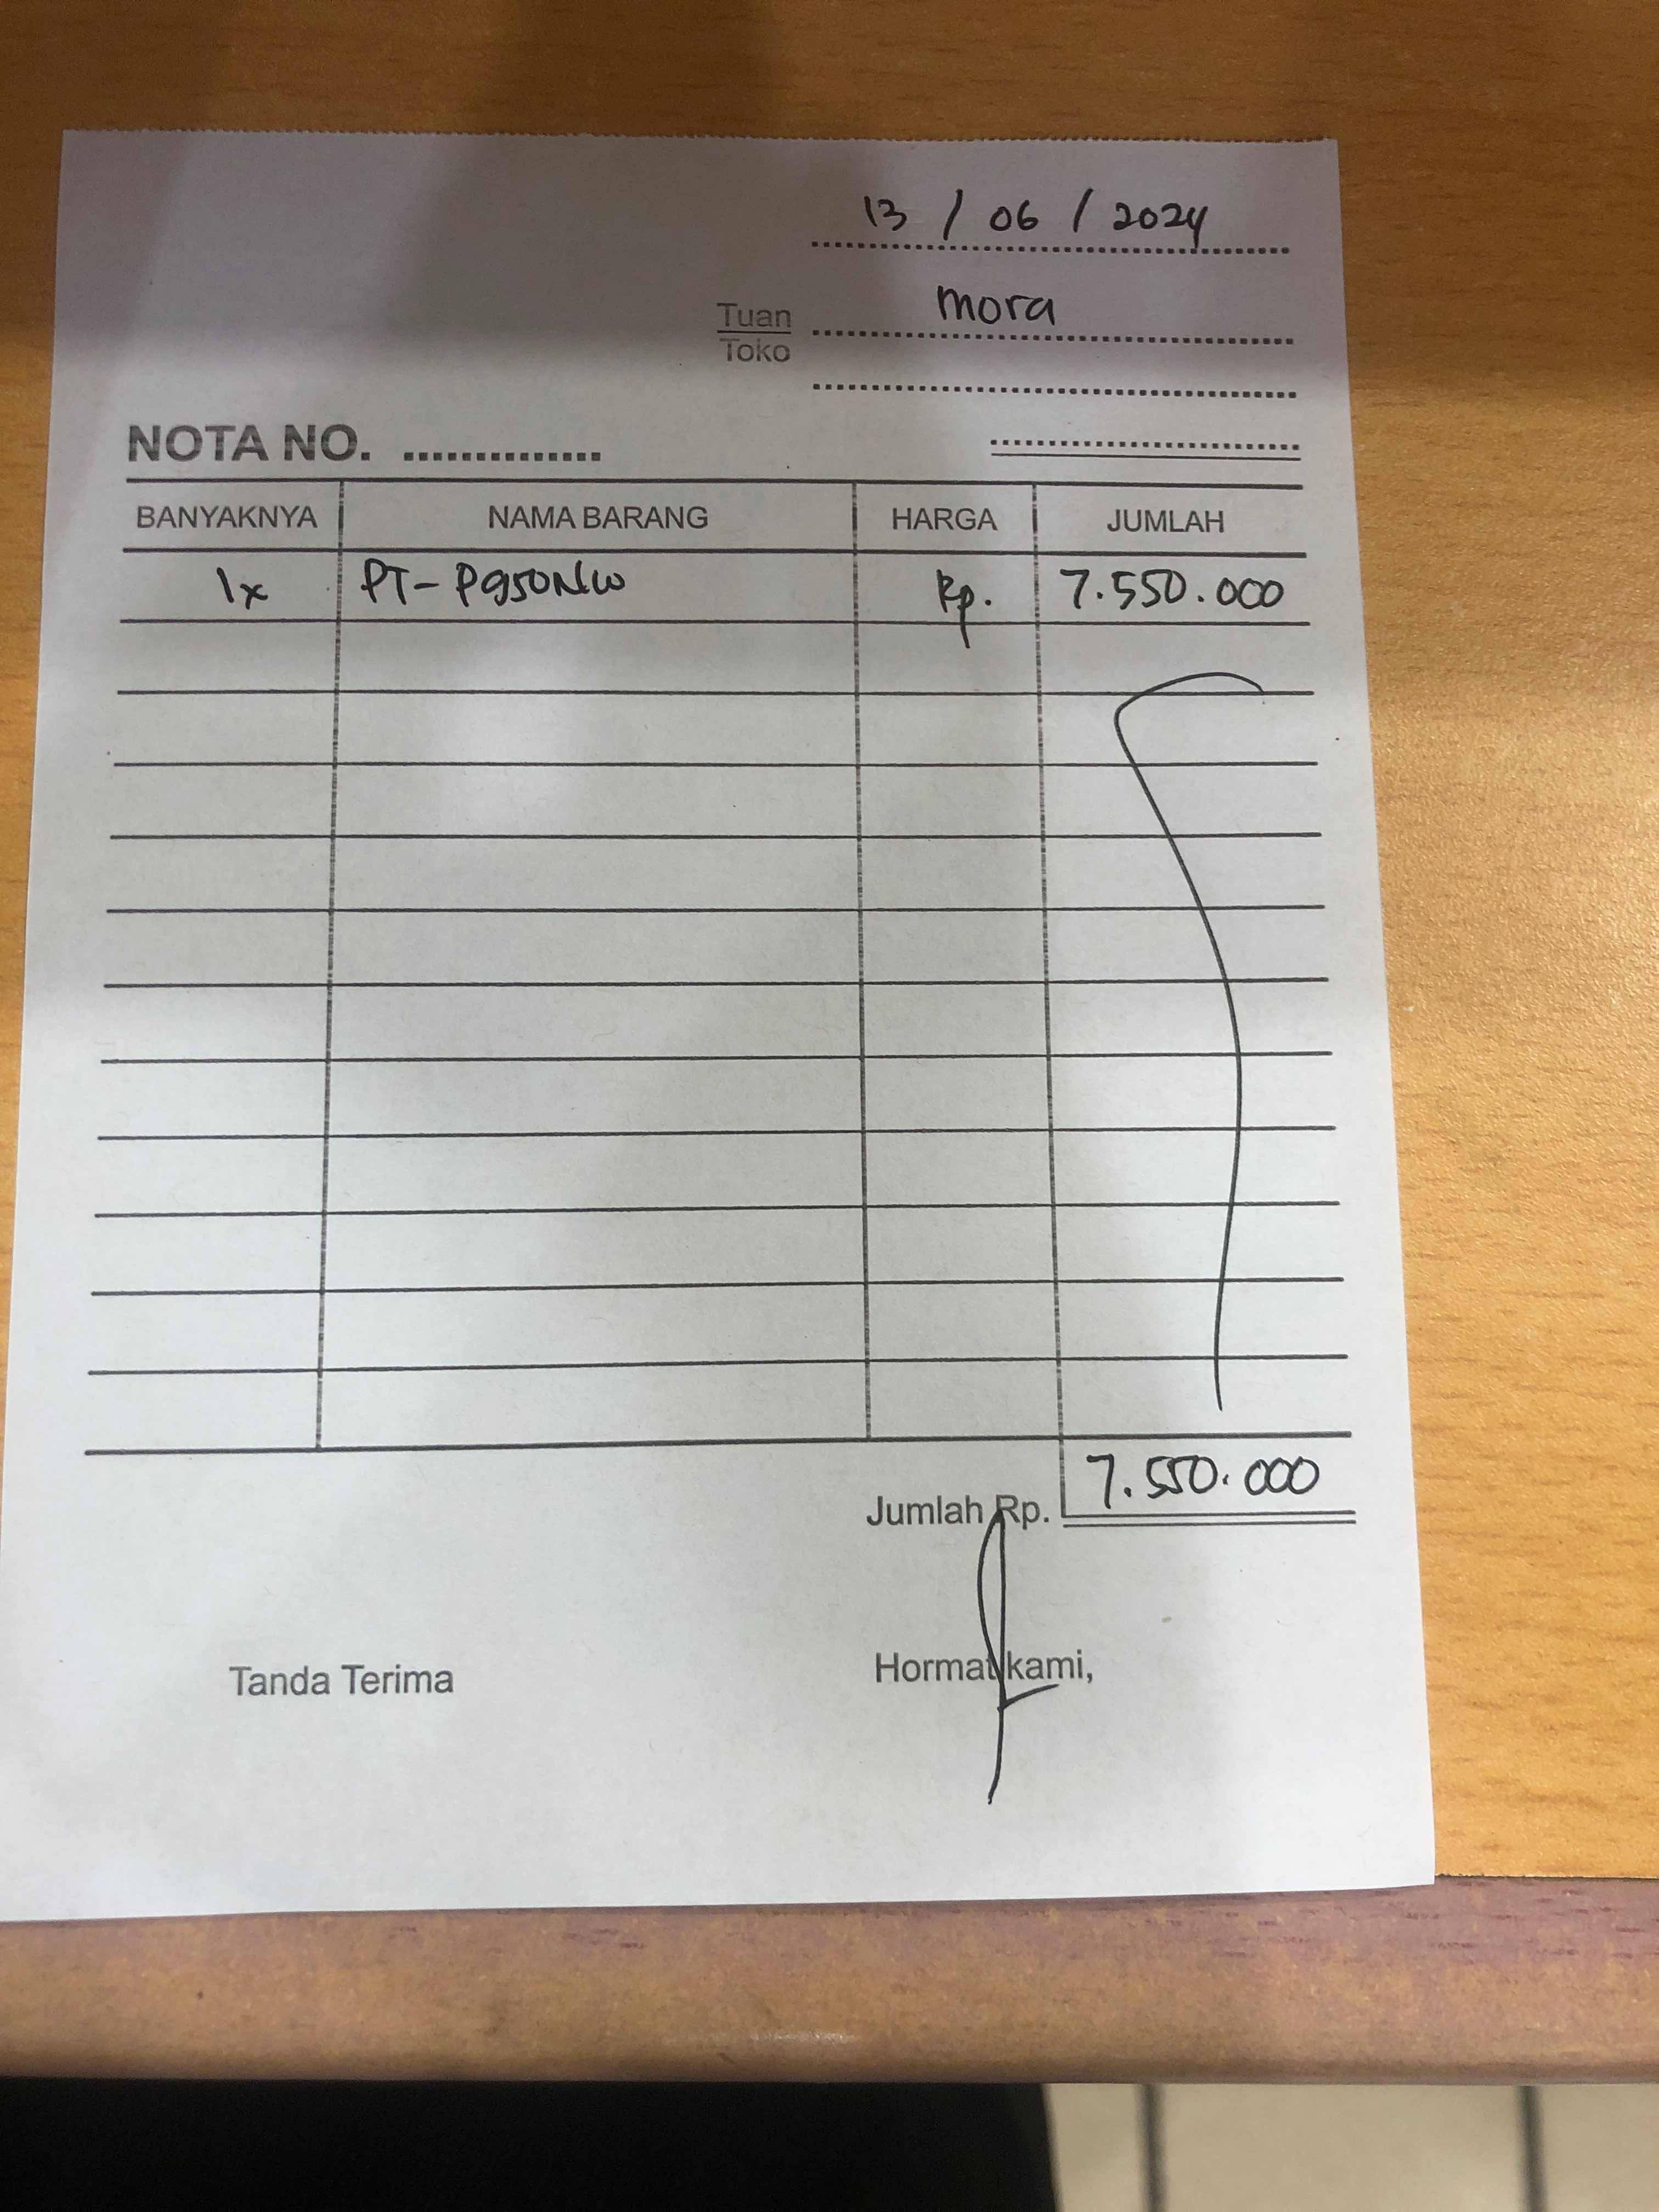 13 / 06 / 2024
Tuan mora
Toko
NOTA NO. ...............
BANYAKNYA NAMA BARANG HARGA JUMLAH
1x PT-P950NW Rp. 7.550.000
Jumlah Rp. 7.550.000
Tanda Terima Hormat kami,